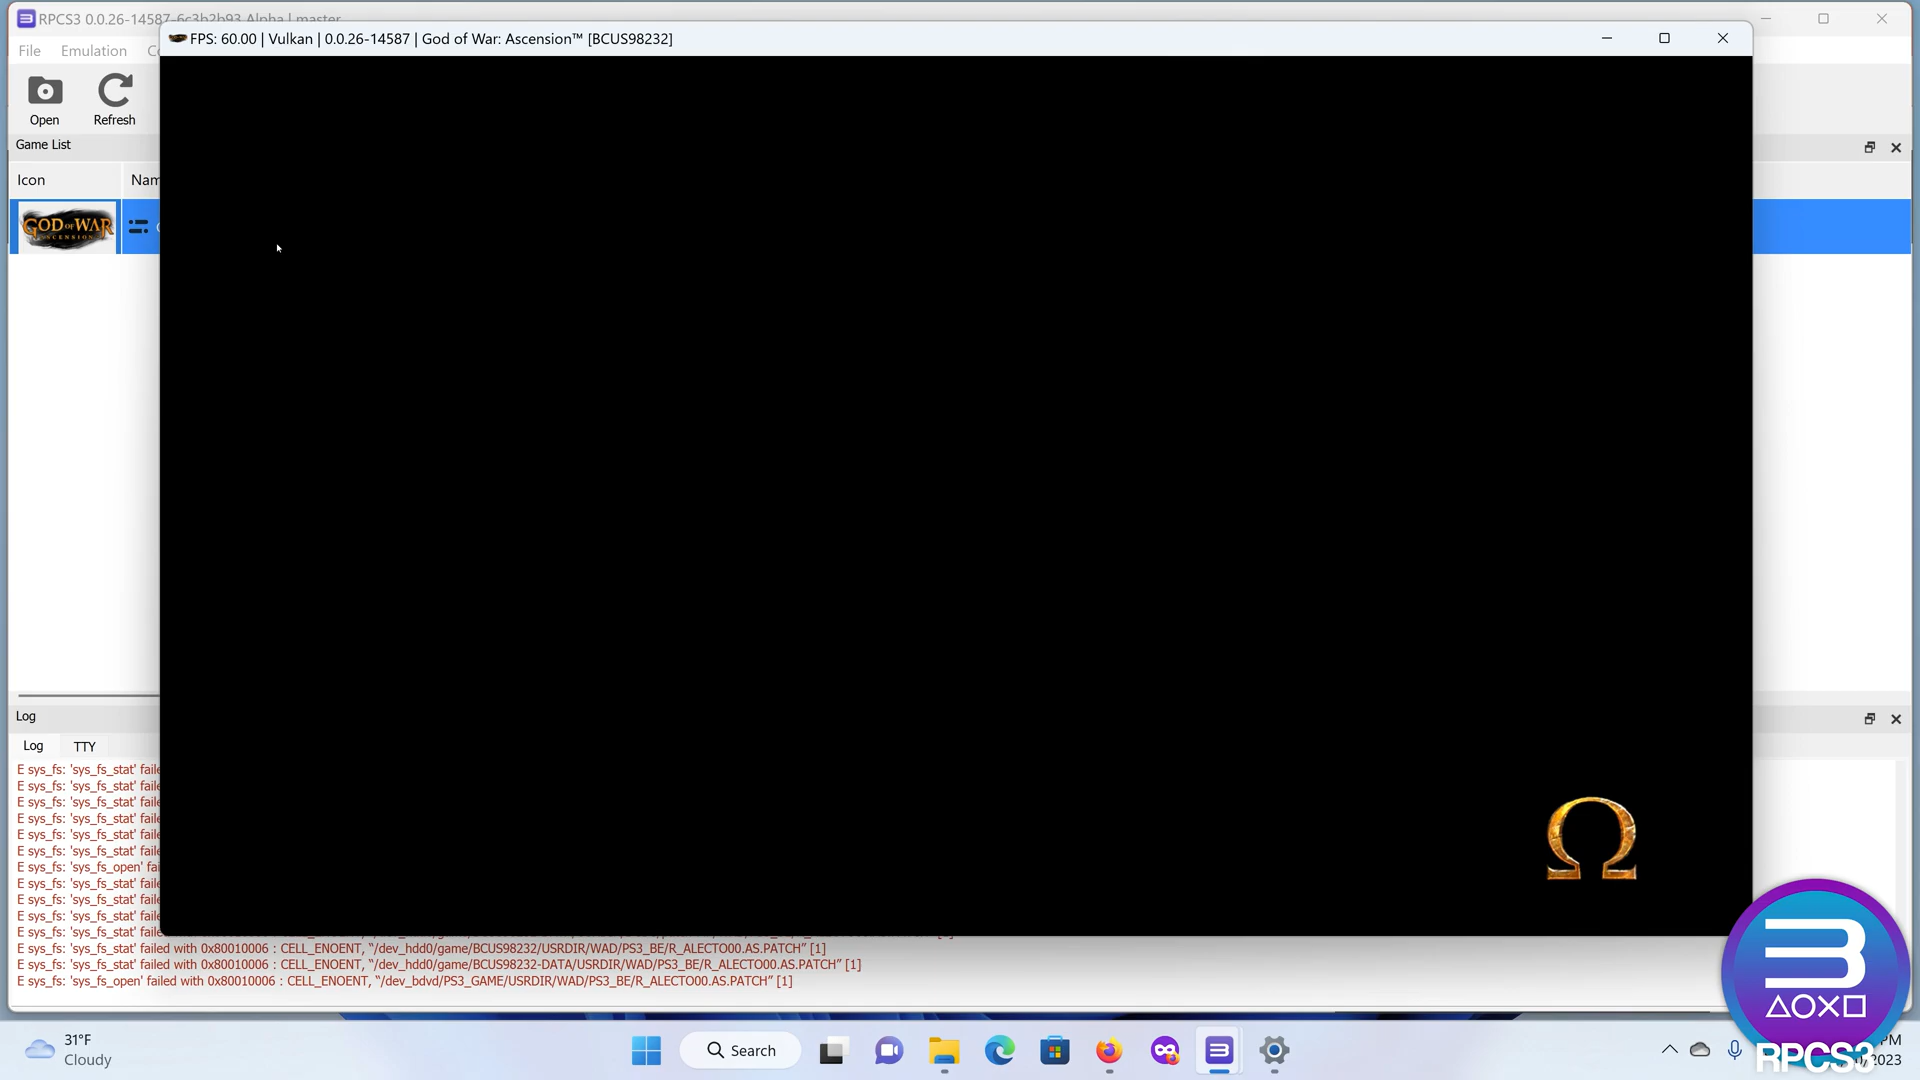 RPCS3 0.0.26-14587-6c3b2b93 Alpha | master
FPS: 60.00 | Vulkan | 0.0.26-14587 | God of War: Ascension™ [BCUS98232]
File Emulation
Open Refresh
Game List
Icon Nam
GOD OF WAR
ASCENSION
Log
Log TTY
E sys_fs: 'sys_fs_stat' faile
E sys_fs: 'sys_fs_stat' faile
E sys_fs: 'sys_fs_stat' faile
E sys_fs: 'sys_fs_stat' faile
E sys_fs: 'sys_fs_stat' faile
E sys_fs: 'sys_fs_stat' faile
E sys_fs: 'sys_fs_open' fai
E sys_fs: 'sys_fs_stat' faile
E sys_fs: 'sys_fs_stat' faile
E sys_fs: 'sys_fs_stat' faile
E sys_fs: 'sys_fs_stat'
E sys_fs: 'sys_fs_stat' failed with 0x80010006 : CELL_ENOENT, “/dev_hdd0/game/BCUS98232/USRDIR/WAD/PS3_BE/R_ALECTO00.AS.PATCH” [1]
E sys_fs: 'sys_fs_stat' failed with 0x80010006 : CELL_ENOENT, “/dev_hdd0/game/BCUS98232-DATA/USRDIR/WAD/PS3_BE/R_ALECTO00.AS.PATCH” [1]
E sys_fs: 'sys_fs_open' failed with 0x80010006 : CELL_ENOENT, “/dev_bdvd/PS3_GAME/USRDIR/WAD/PS3_BE/R_ALECTO00.AS.PATCH” [1]
Ω
31°F
Cloudy
Search
PM
/2023
RPCS3